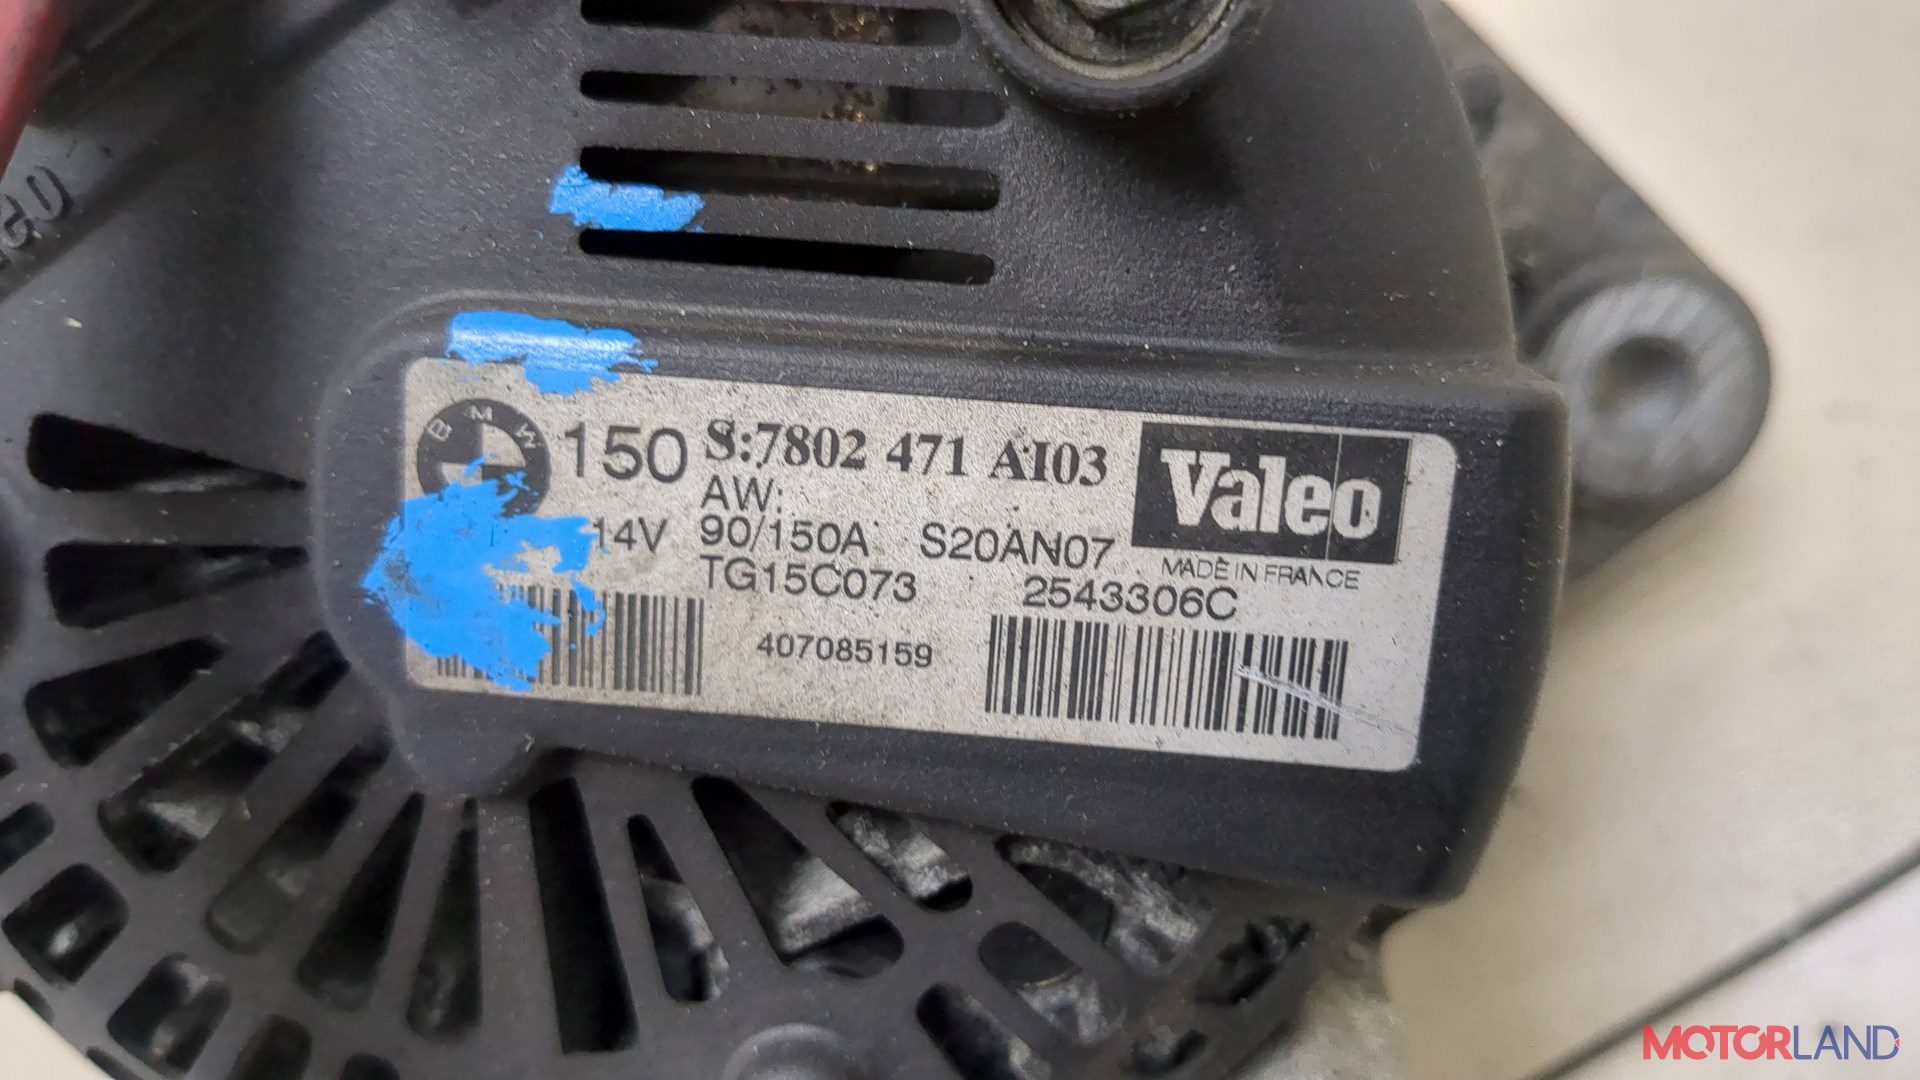 BMW
150 S:7802 471 AI03
AW:
14V 90/150A S20AN07
TG15C073 2543306C
407085159
Valeo
MADE IN FRANCE
MOTORLAND